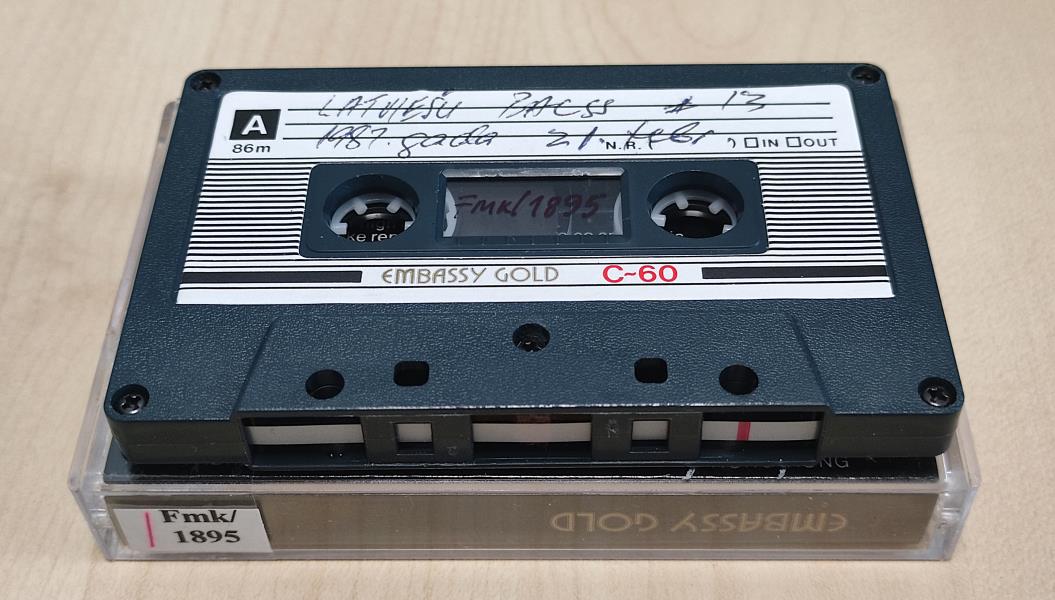 LATVIEŠU BALSS # 13
A
1987. gada 21. febr
86m N.R. ( ) IN OUT
Fmk/1895
EMBASSY GOLD C-60
Fmk/
1895
EMBASSY GOLD